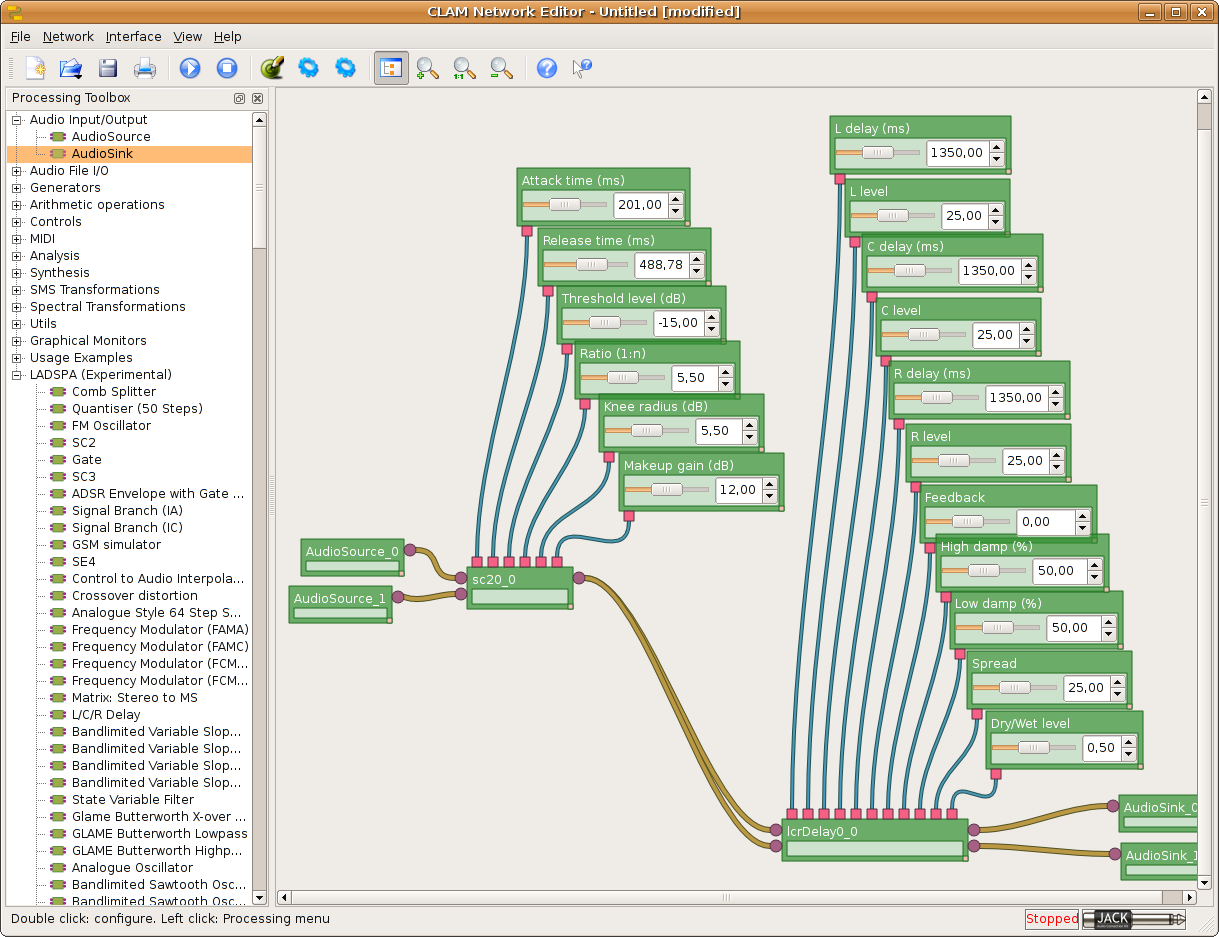 CLAM Network Editor - Untitled [modified]
File Network Interface View Help
1:1
Processing Toolbox
Audio Input/Output
AudioSource
AudioSink
Audio File I/O
Generators
Arithmetic operations
Controls
MIDI
Analysis
Synthesis
SMS Transformations
Spectral Transformations
Utils
Graphical Monitors
Usage Examples
LADSPA (Experimental)
Comb Splitter
Quantiser (50 Steps)
FM Oscillator
SC2
Gate
SC3
ADSR Envelope with Gate ...
Signal Branch (IA)
Signal Branch (IC)
GSM simulator
SE4
Control to Audio Interpola...
Crossover distortion
Analogue Style 64 Step S...
Frequency Modulator (FAMA)
Frequency Modulator (FAMC)
Frequency Modulator (FCM...
Frequency Modulator (FCM...
Matrix: Stereo to MS
L/C/R Delay
Bandlimited Variable Slop...
Bandlimited Variable Slop...
Bandlimited Variable Slop...
Bandlimited Variable Slop...
State Variable Filter
Glame Butterworth X-over ...
GLAME Butterworth Lowpass
GLAME Butterworth Highp...
Analogue Oscillator
Bandlimited Sawtooth Osc...
Bandlimited Sawtooth Osc...
Attack time (ms)
201,00
Release time (ms)
488,78
Threshold level (dB)
-15,00
Ratio (1:n)
5,50
Knee radius (dB)
5,50
Makeup gain (dB)
12,00
AudioSource_0
AudioSource_1
sc20_0
L delay (ms)
1350,00
L level
25,00
C delay (ms)
1350,00
C level
25,00
R delay (ms)
1350,00
R level
25,00
Feedback
0,00
High damp (%)
50,00
Low damp (%)
50,00
Spread
25,00
Dry/Wet level
0,50
lcrDelay0_0
AudioSink_0
AudioSink_1
Double click: configure. Left click: Processing menu
Stopped
JACK